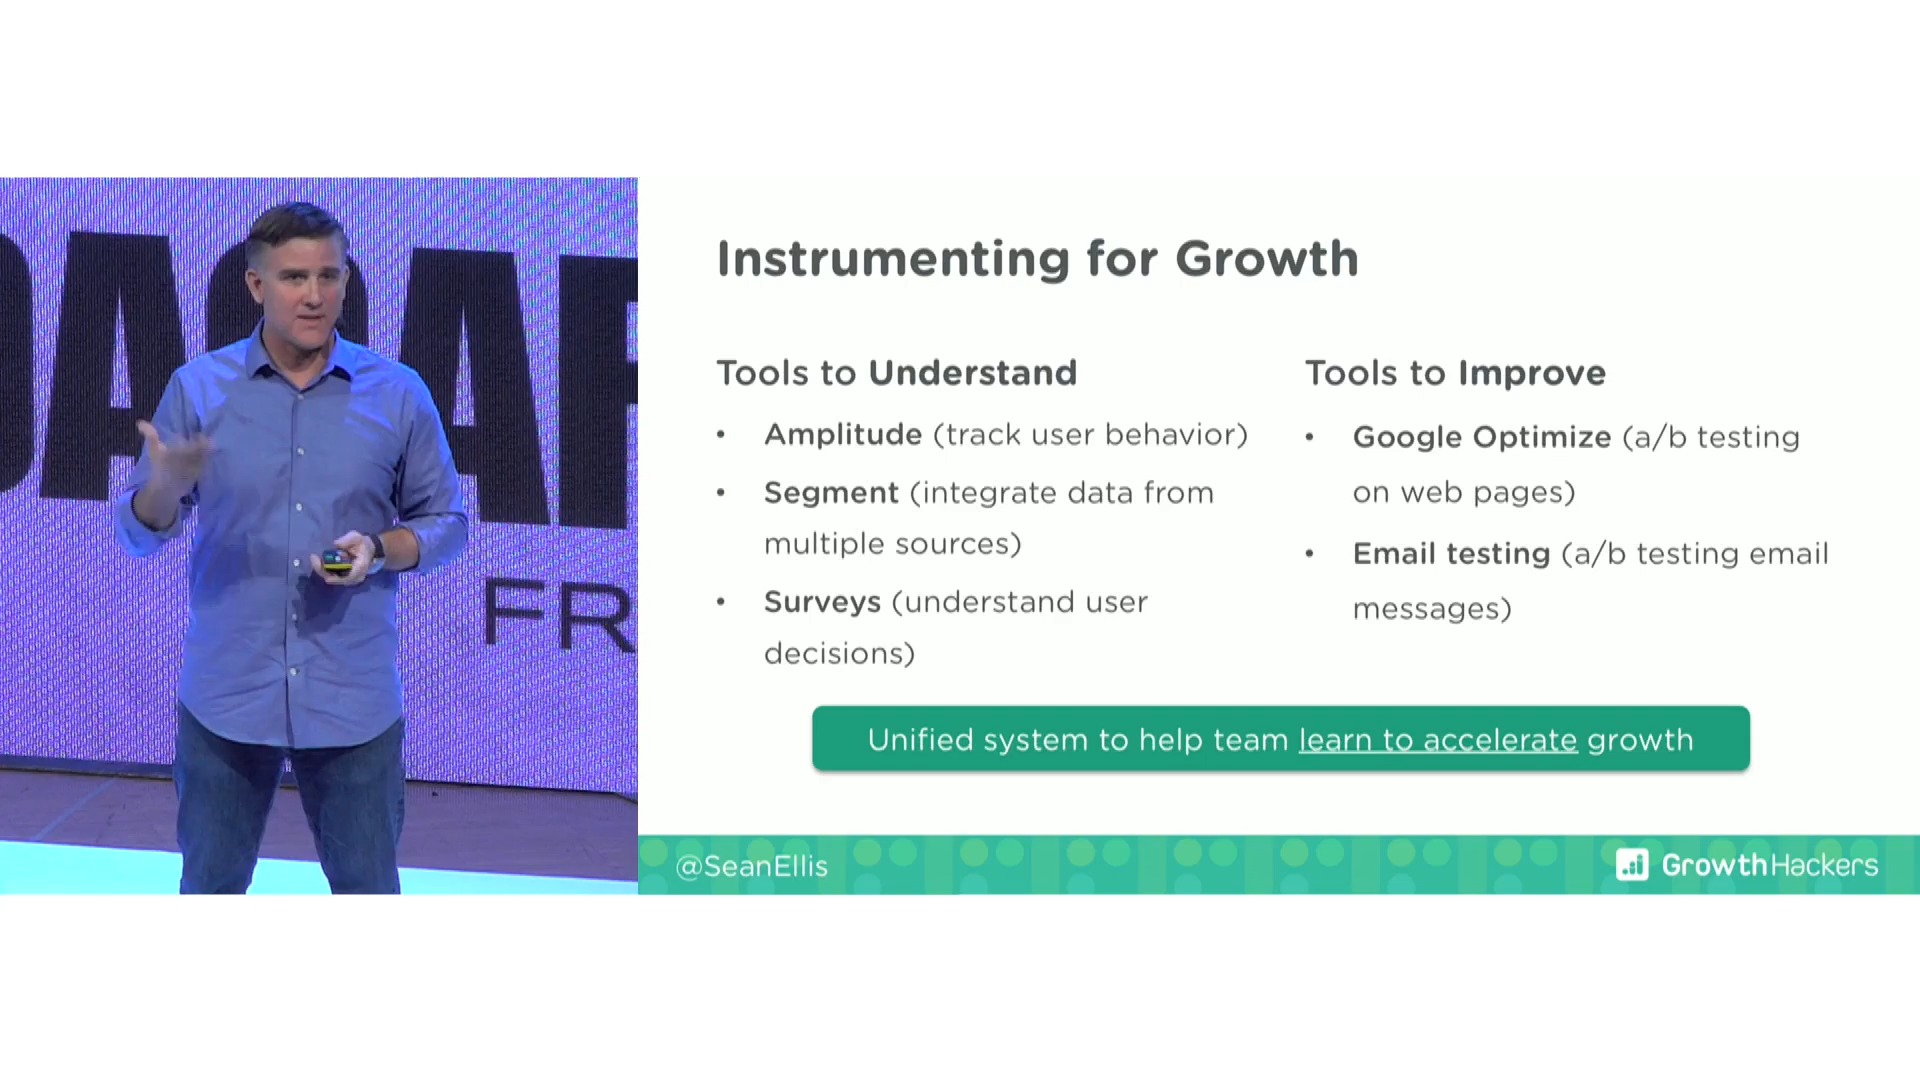 FR
Instrumenting for Growth
Tools to Understand
• Amplitude (track user behavior)
• Segment (integrate data from
multiple sources)
• Surveys (understand user
decisions)
Tools to Improve
• Google Optimize (a/b testing
on web pages)
• Email testing (a/b testing email
messages)
Unified system to help team learn to accelerate growth
@SeanEllis
GrowthHackers